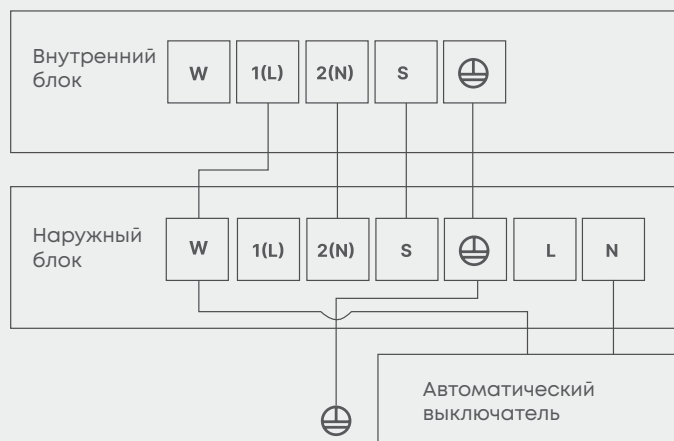 Внутренний
блок
W 1(L) 2(N) S
Наружный
блок
W 1(L) 2(N) S L N
Автоматический
выключатель